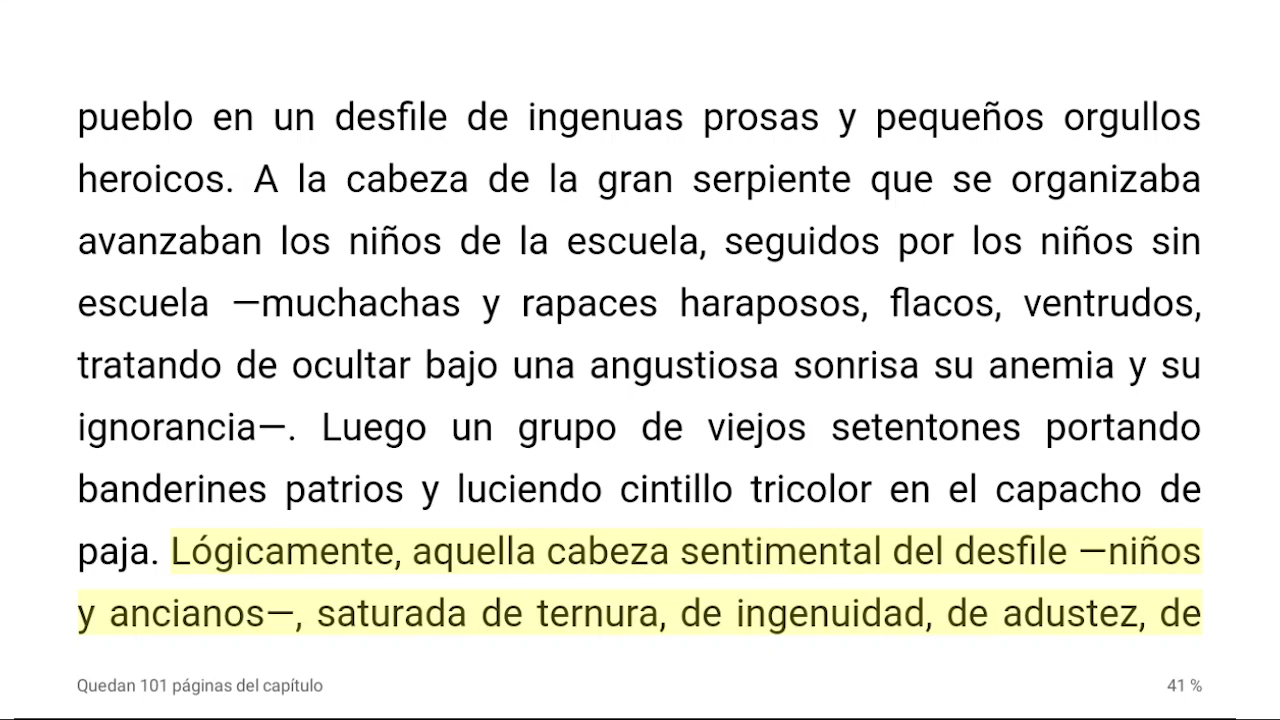 pueblo en un desfile de ingenuas prosas y pequeños orgullos
heroicos. A la cabeza de la gran serpiente que se organizaba
avanzaban los niños de la escuela, seguidos por los niños sin
escuela —muchachas y rapaces haraposos, flacos, ventrudos,
tratando de ocultar bajo una angustiosa sonrisa su anemia y su
ignorancia—. Luego un grupo de viejos setentones portando
banderines patrios y luciendo cintillo tricolor en el capacho de
paja. Lógicamente, aquella cabeza sentimental del desfile —niños
y ancianos—, saturada de ternura, de ingenuidad, de adustez, de
Quedan 101 páginas del capítulo
41 %